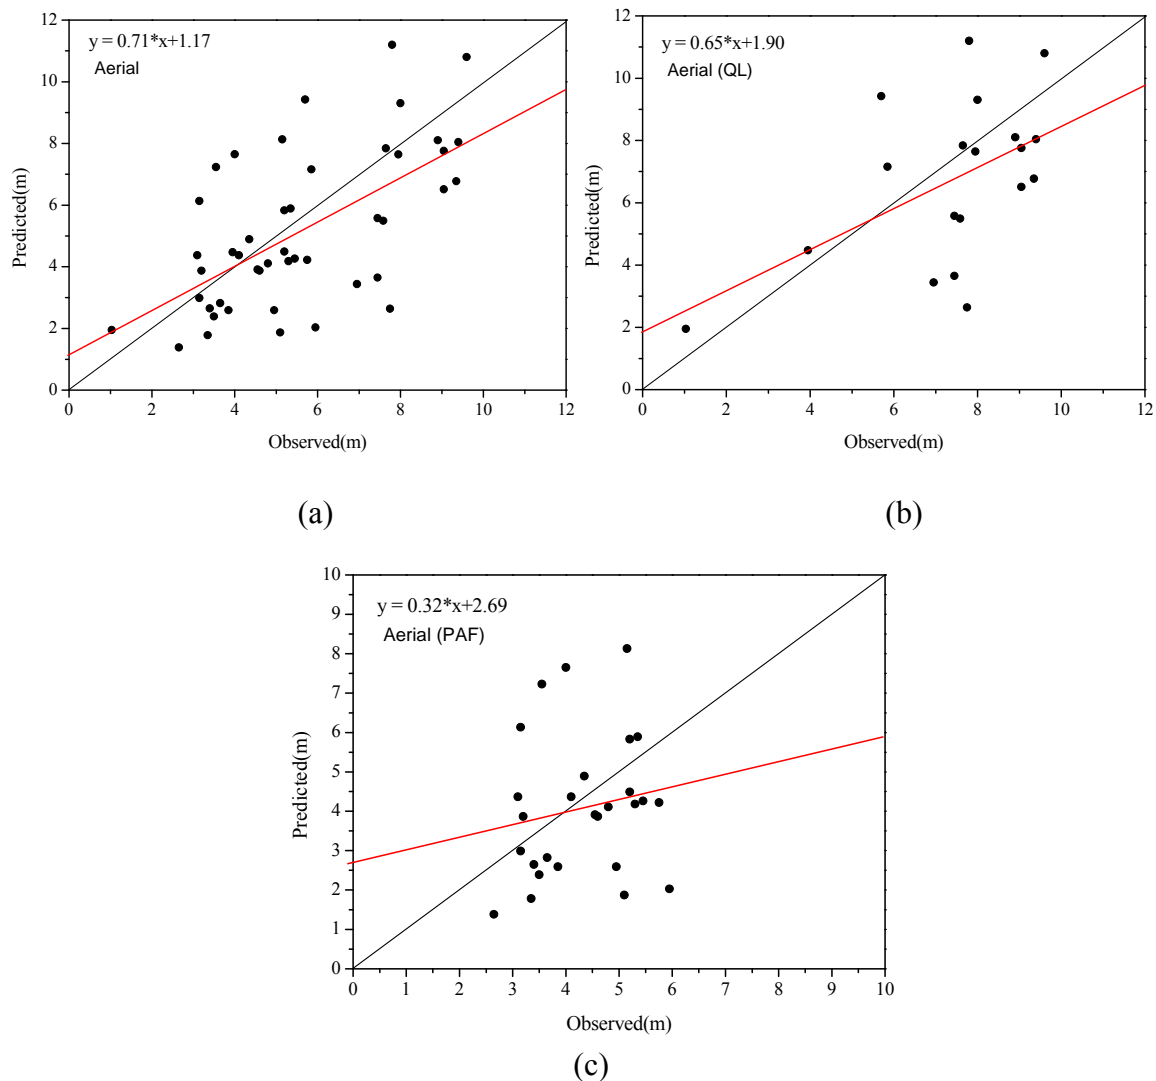 y = 0.71*x+1.17
Aerial
12
10
8
6
4
2
0
Predicted(m)
0 2 4 6 8 10 12
Observed(m)
(a)
y = 0.65*x+1.90
Aerial (QL)
12
10
8
6
4
2
0
Predicted(m)
0 2 4 6 8 10 12
Observed(m)
(b)
y = 0.32*x+2.69
Aerial (PAF)
10
9
8
7
6
5
4
3
2
1
0
Predicted(m)
0 1 2 3 4 5 6 7 8 9 10
Observed(m)
(c)